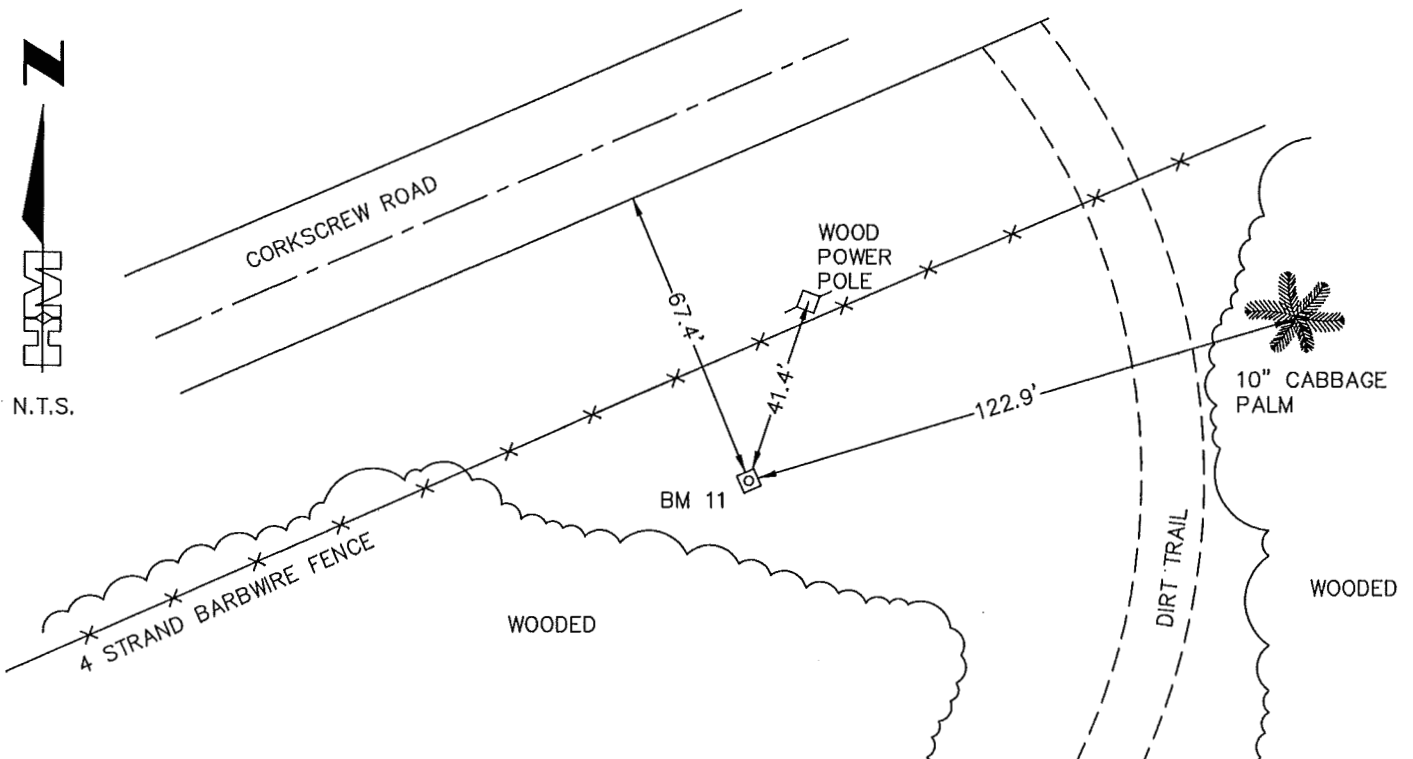 N
N.T.S.
CORKSCREW ROAD
WOOD
POWER
POLE
67.4'
41.4'
122.9'
10" CABBAGE
PALM
BM 11
4 STRAND BARBWIRE FENCE
WOODED
DIRT TRAIL
WOODED